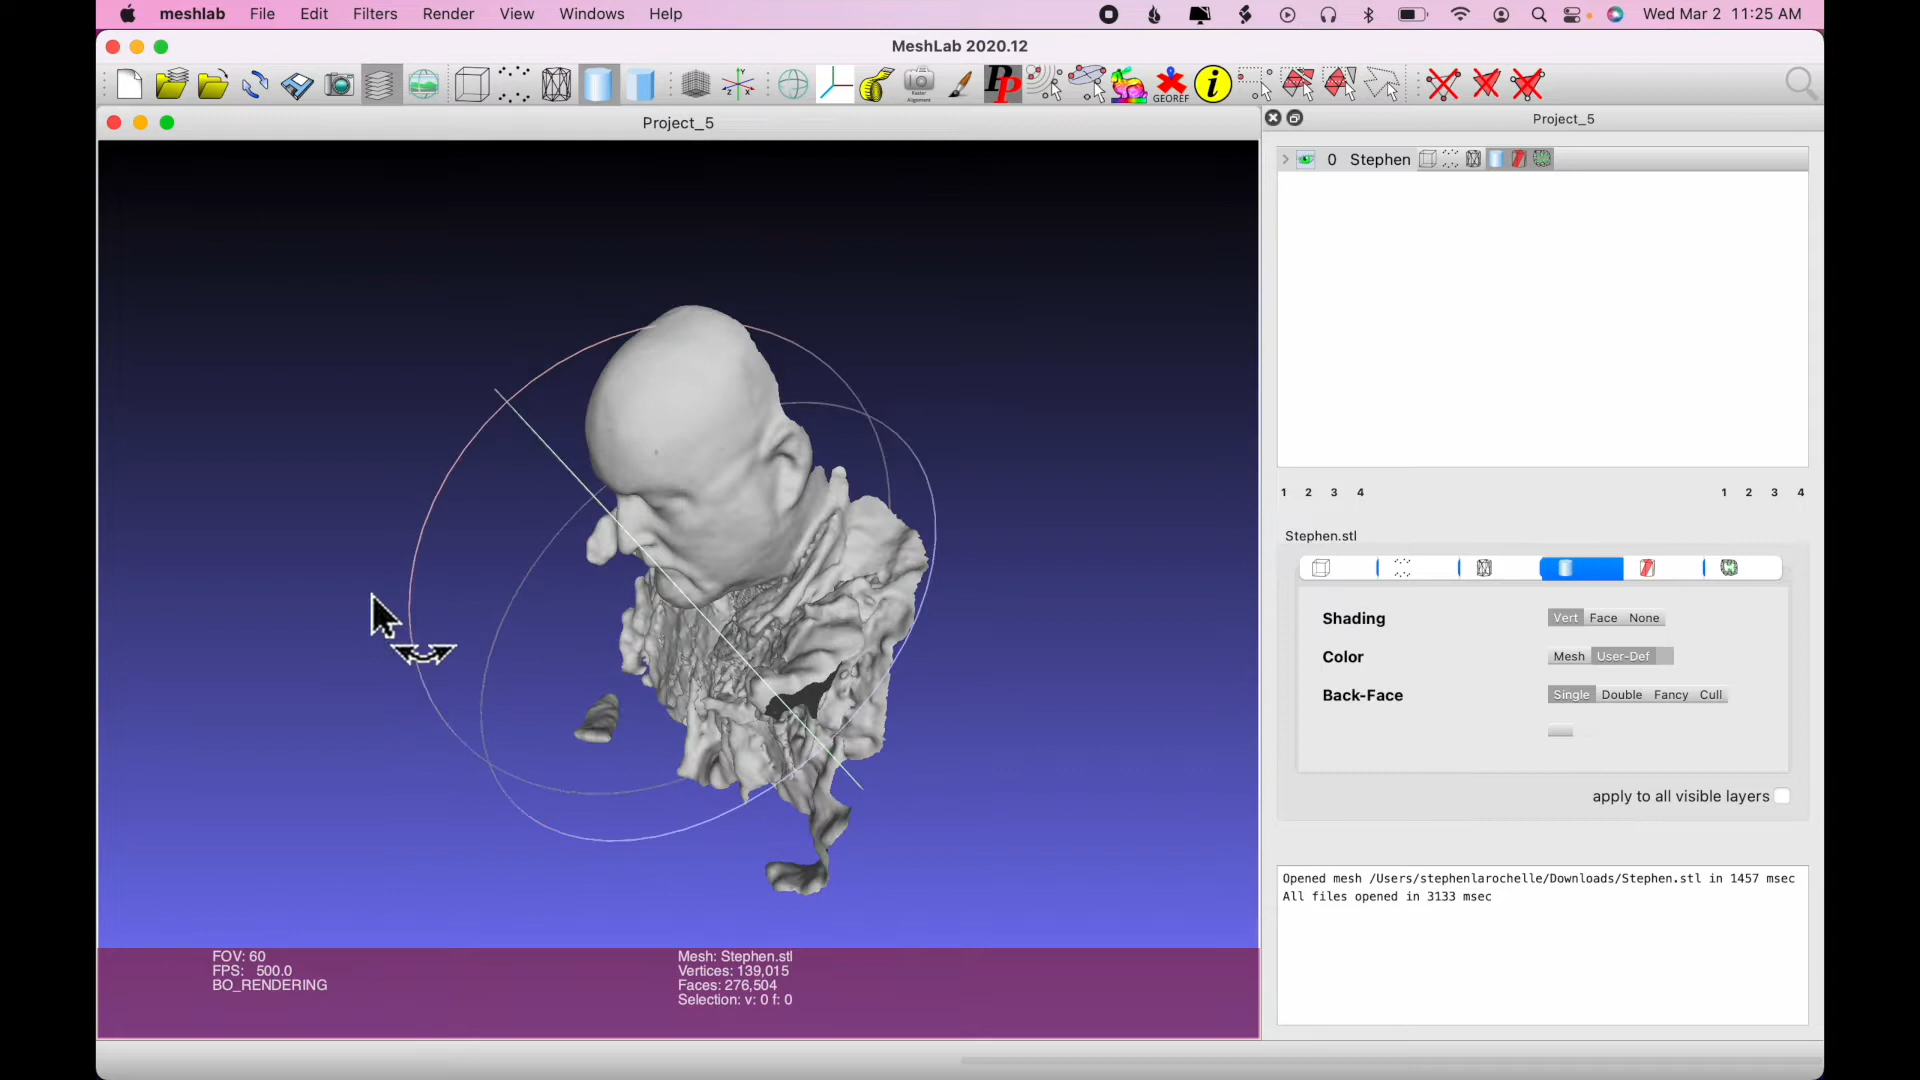 meshlab File Edit Filters Render View Windows Help Wed Mar 2 11:25 AM
MeshLab 2020.12
PP GEOREF i
Project_5
Project_5
0 Stephen
1 2 3 4 1 2 3 4
Stephen.stl
Shading Vert Face None
Color Mesh User-Def
Back-Face Single Double Fancy Cull
apply to all visible layers
Opened mesh /Users/stephenlarochelle/Downloads/Stephen.stl in 1457 msec
All files opened in 3133 msec
FOV: 60
FPS: 500.0
BO_RENDERING
Mesh: Stephen.stl
Vertices: 139,015
Faces: 276,504
Selection: v: 0 f: 0